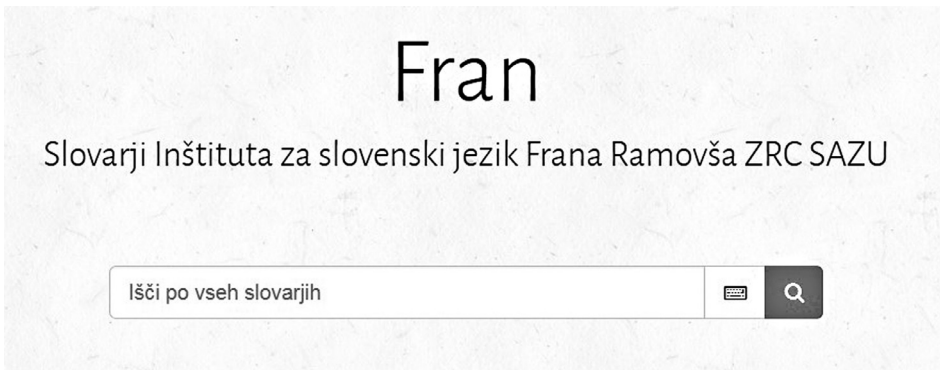 Fran
Slovarji Inštituta za slovenski jezik Frana Ramovša ZRC SAZU
Išči po vseh slovarjih